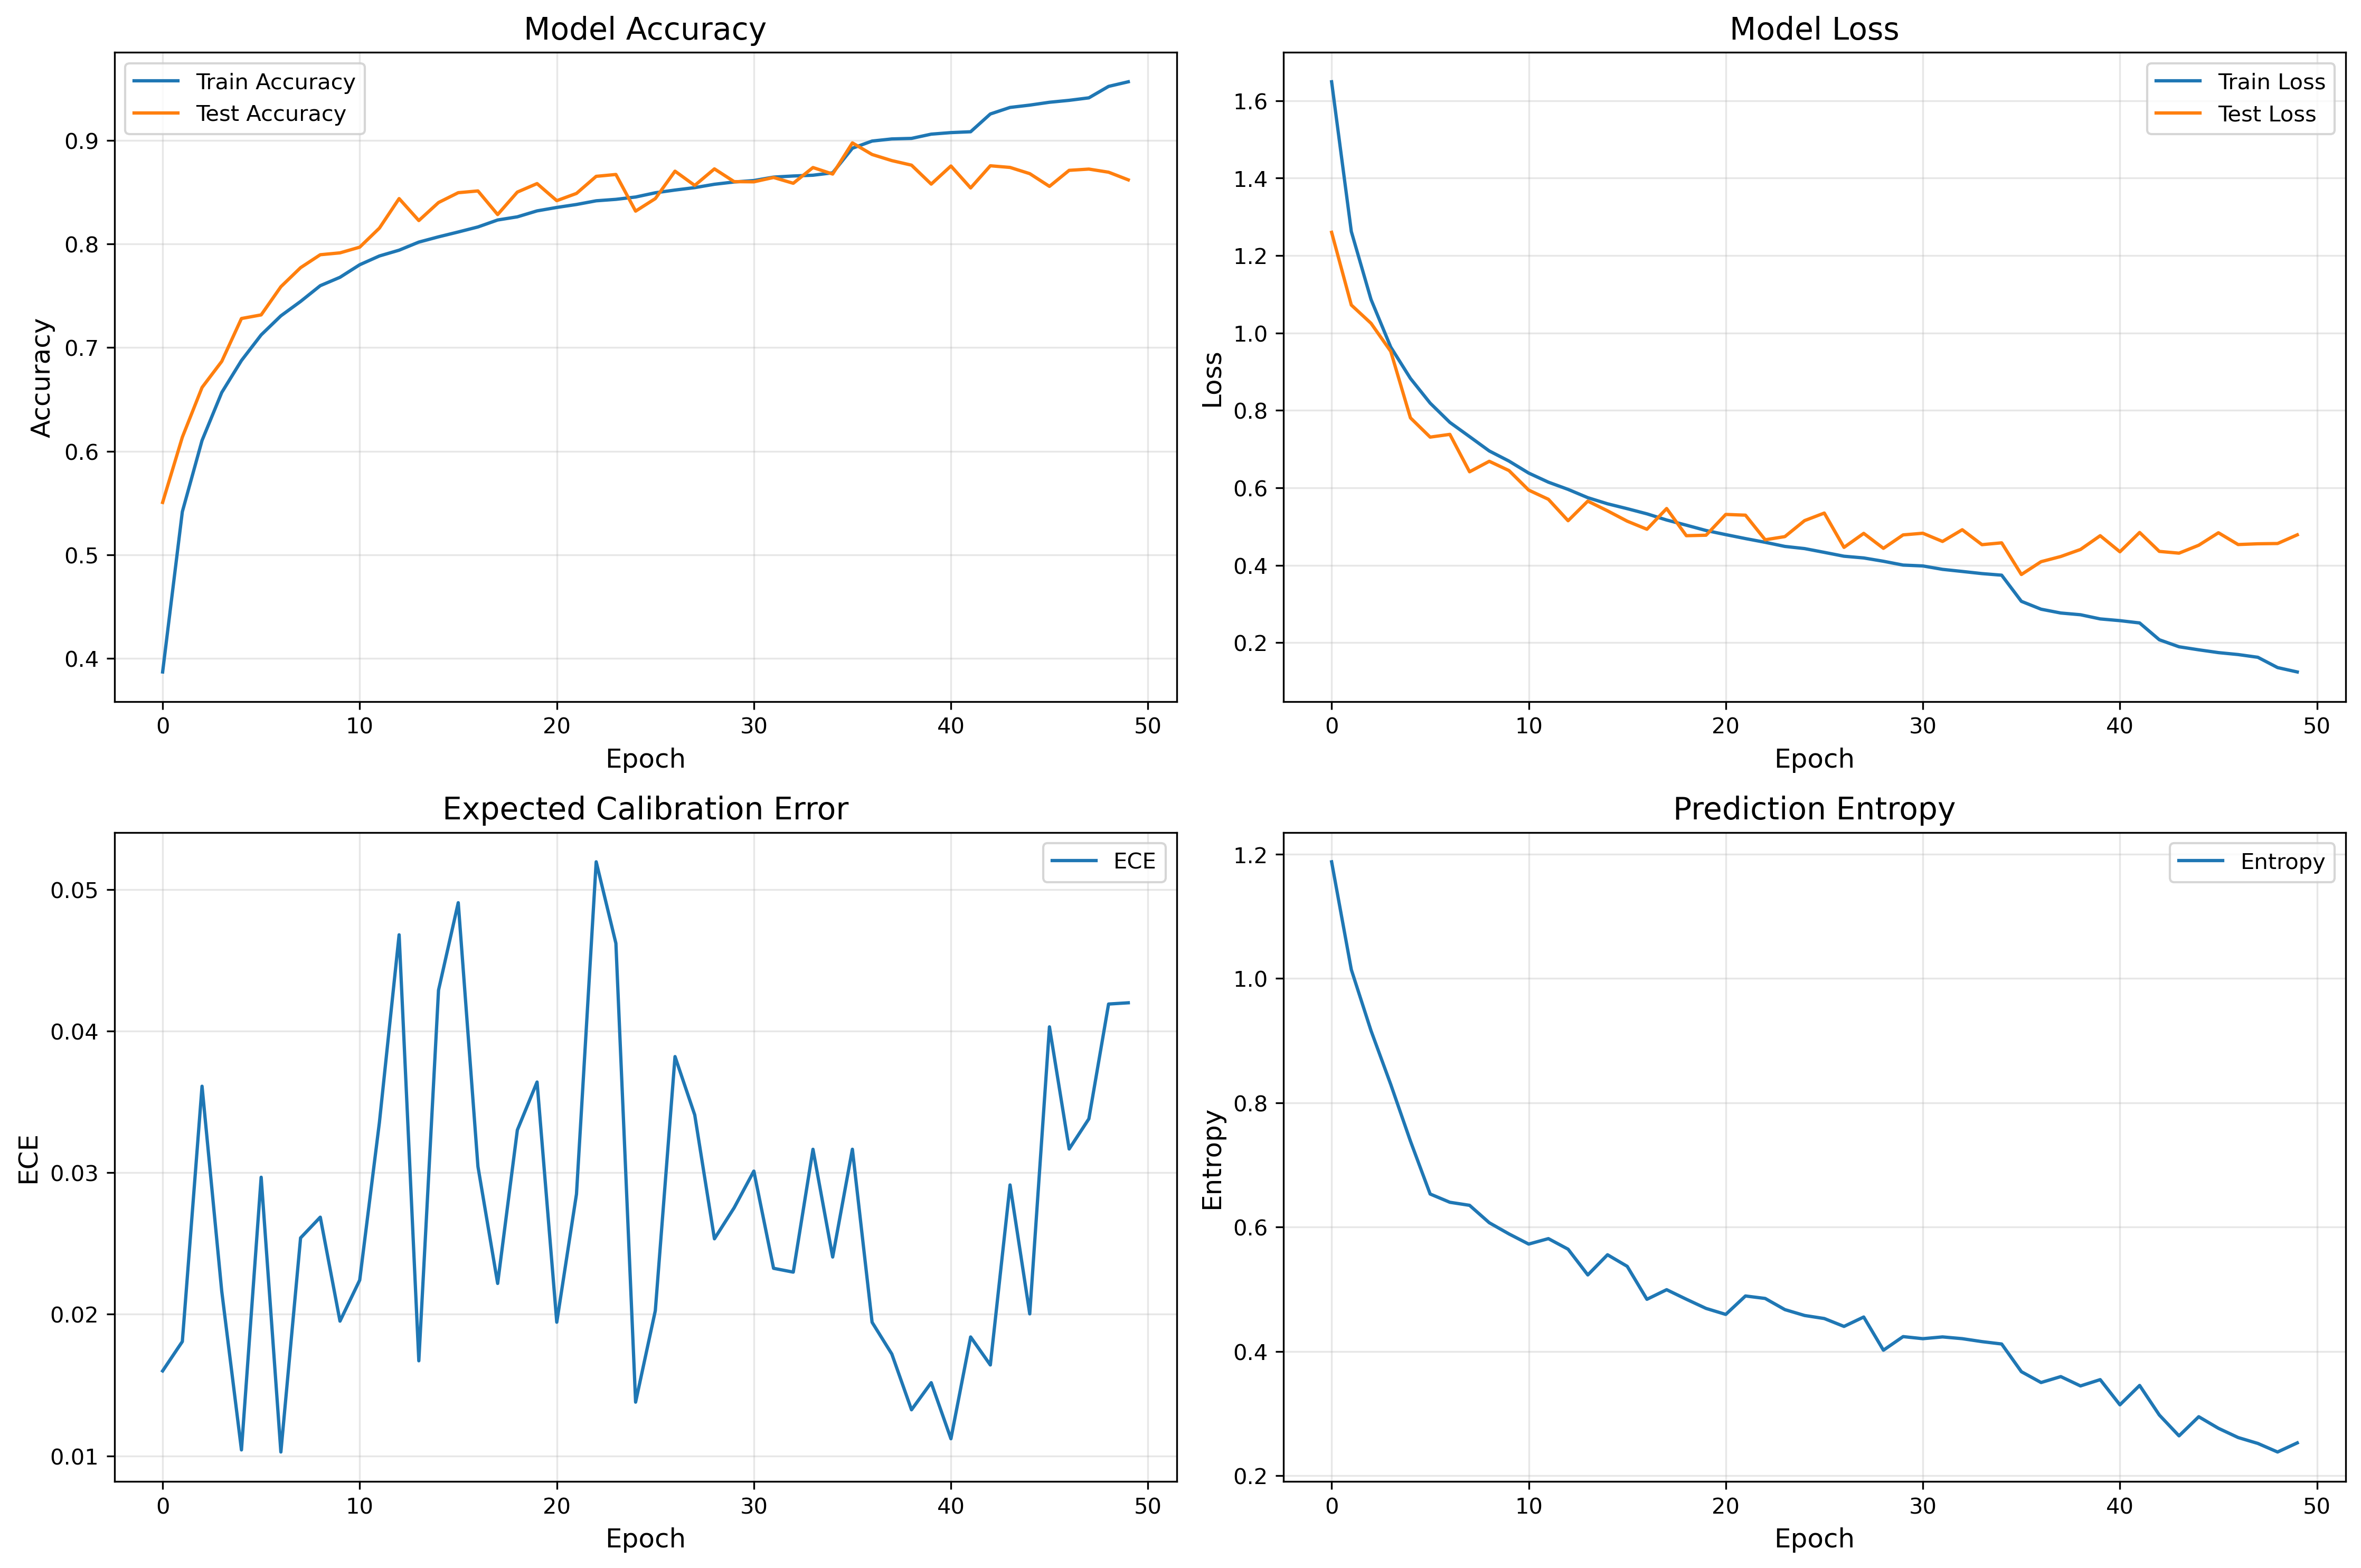 Model Accuracy
Train Accuracy
Test Accuracy
Accuracy
0.9
0.8
0.7
0.6
0.5
0.4
0 10 20 30 40 50
Epoch
Model Loss
Train Loss
Test Loss
Loss
1.6
1.4
1.2
1.0
0.8
0.6
0.4
0.2
0 10 20 30 40 50
Epoch
Expected Calibration Error
ECE
ECE
0.05
0.04
0.03
0.02
0.01
0 10 20 30 40 50
Epoch
Prediction Entropy
Entropy
Entropy
1.2
1.0
0.8
0.6
0.4
0.2
0 10 20 30 40 50
Epoch